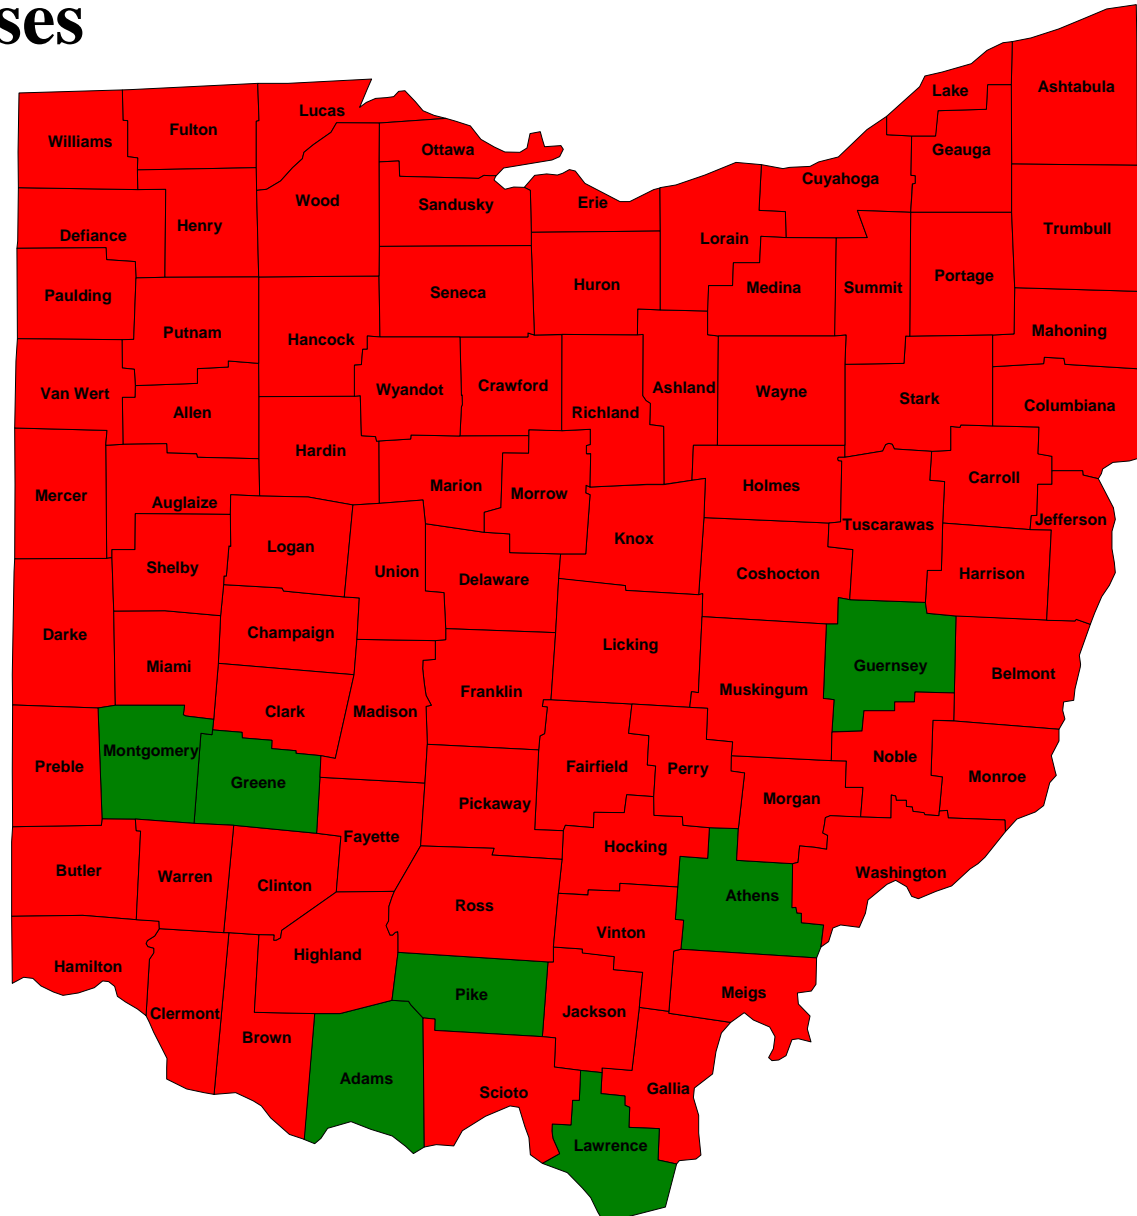 ses
Lake
Ashtabula
Lucas
Williams
Fulton
Ottawa
Geauga
Cuyahoga
Wood
Sandusky
Erie
Henry
Defiance
Lorain
Trumbull
Paulding
Seneca
Huron
Medina
Summit
Portage
Putnam
Hancock
Mahoning
Van Wert
Allen
Wyandot
Crawford
Richland
Ashland
Wayne
Stark
Columbiana
Hardin
Mercer
Auglaize
Marion
Morrow
Holmes
Carroll
Jefferson
Tuscarawas
Logan
Knox
Shelby
Union
Delaware
Coshocton
Harrison
Darke
Champaign
Licking
Miami
Guernsey
Belmont
Franklin
Muskingum
Clark
Madison
Montgomery
Preble
Greene
Fairfield
Perry
Noble
Monroe
Pickaway
Morgan
Fayette
Hocking
Butler
Warren
Clinton
Washington
Athens
Ross
Vinton
Highland
Hamilton
Pike
Meigs
Clermont
Jackson
Brown
Adams
Scioto
Gallia
Lawrence